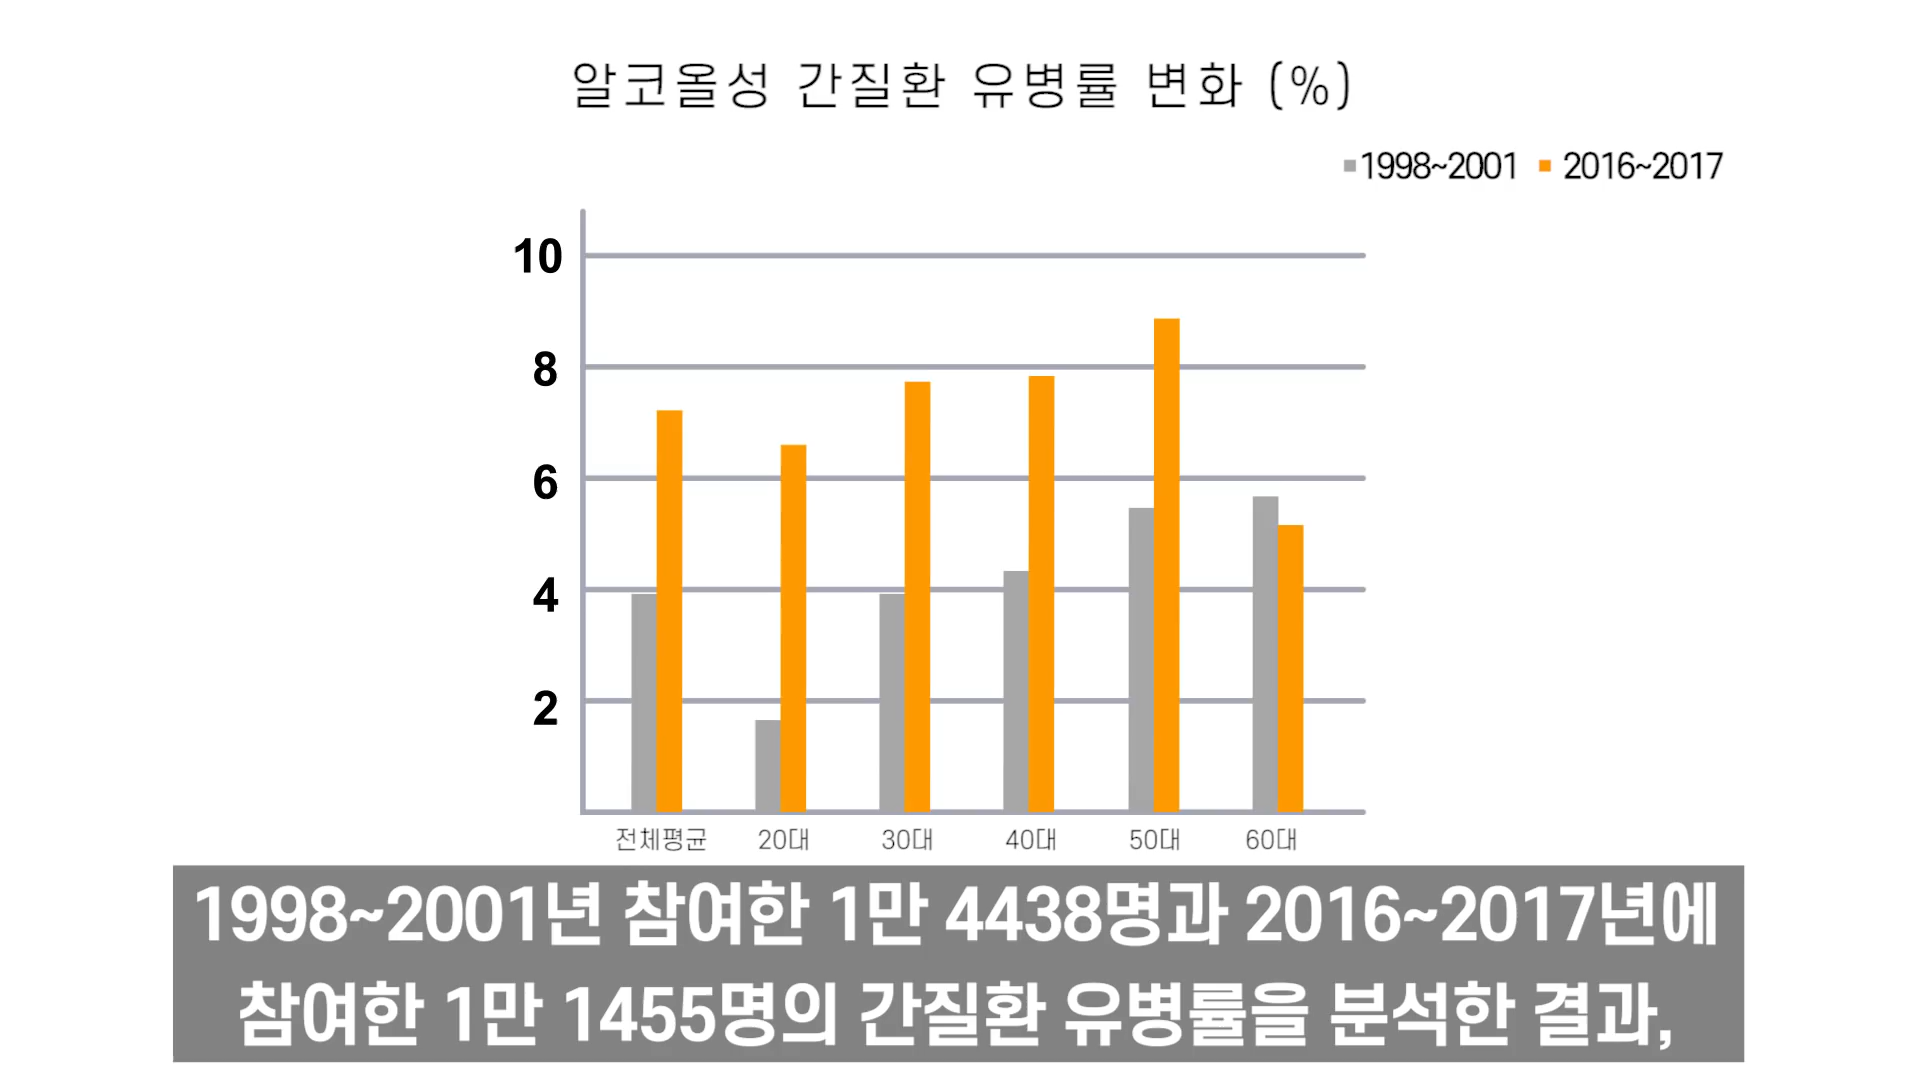 알코올성 간질환 유병률 변화 (%)
1998~2001 2016~2017
10
8
6
4
2
전체평균 20대 30대 40대 50대 60대
1998~2001년 참여한 1만 4438명과 2016~2017년에
참여한 1만 1455명의 간질환 유병률을 분석한 결과,